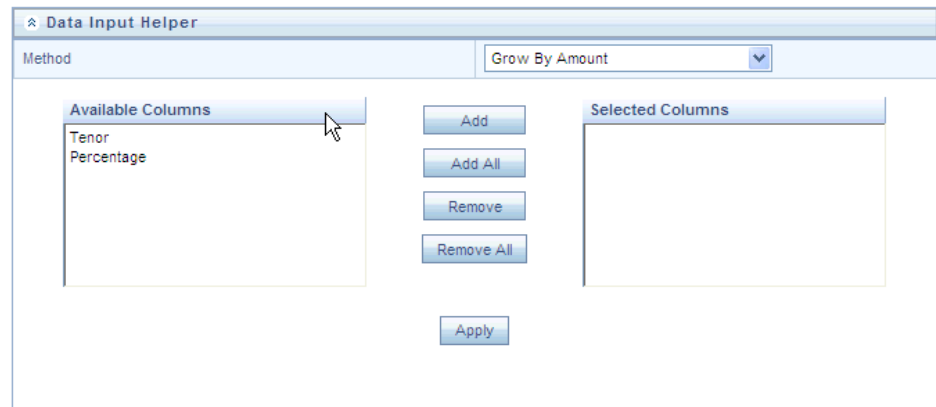 Data Input Helper
Method
Grow By Amount
Available Columns
Tenor
Percentage
Add
Add All
Remove
Remove All
Selected Columns
Apply